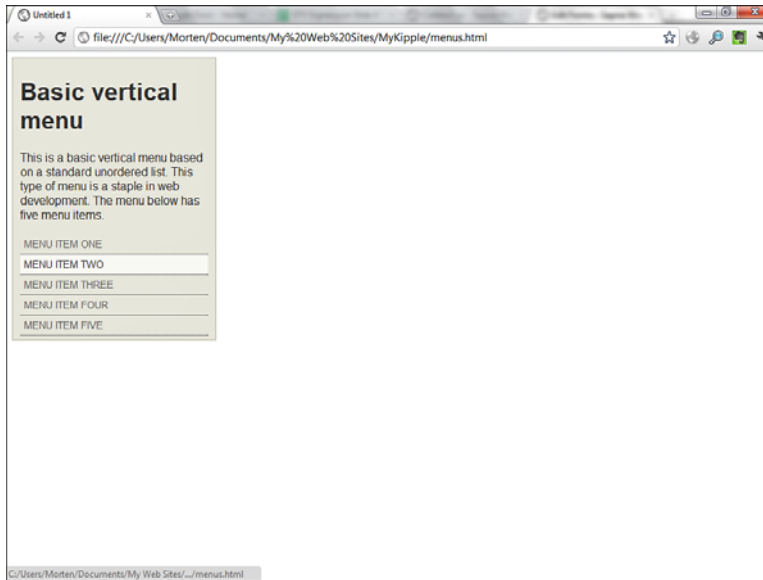 Untitled 1
file:///C:/Users/Morten/Documents/My%20Web%20Sites/MyKipple/menus.html
Basic vertical
menu
This is a basic vertical menu based
on a standard unordered list. This
type of menu is a staple in web
development. The menu below has
five menu items.
MENU ITEM ONE
MENU ITEM TWO
MENU ITEM THREE
MENU ITEM FOUR
MENU ITEM FIVE
C:/Users/Morten/Documents/My Web Sites/.../menus.html